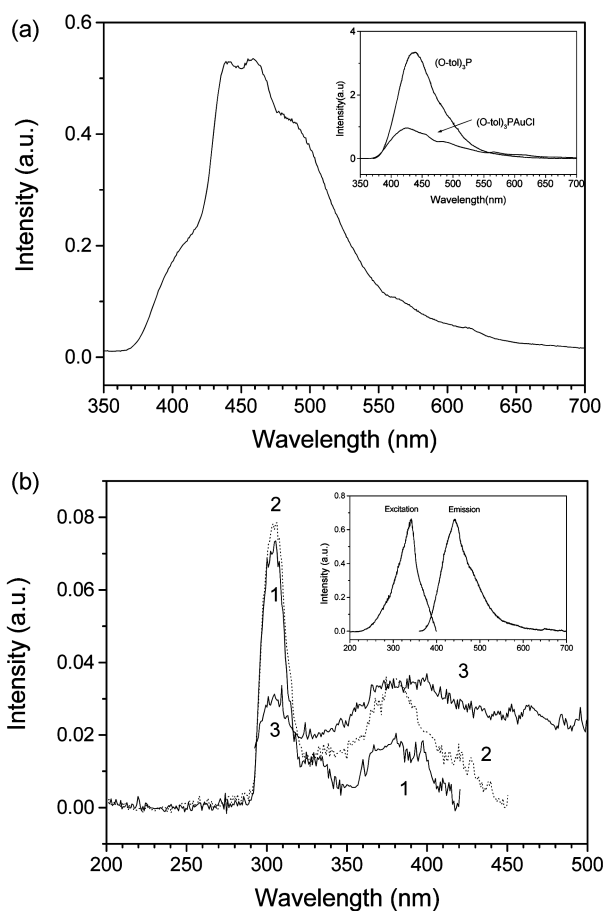 (a)
0.6
0.4
0.2
0.0
Intensity (a.u.)
350 400 450 500 550 600 650 700
Wavelength (nm)
4
2
0
Intensity(a.u)
(O-tol)₃P
(O-tol)₃PAuCl
350 400 450 500 550 600 700
Wavelength(nm)
(b)
0.08
0.06
0.04
0.02
0.00
Intensity (a.u.)
2
1
3
3
2
1
200 250 300 350 400 450 500
Wavelength (nm)
0.8
0.6
0.4
0.2
0.0
Intensity (a.u.)
Excitation Emission
200 300 400 500 600 700
Wavelength (nm)